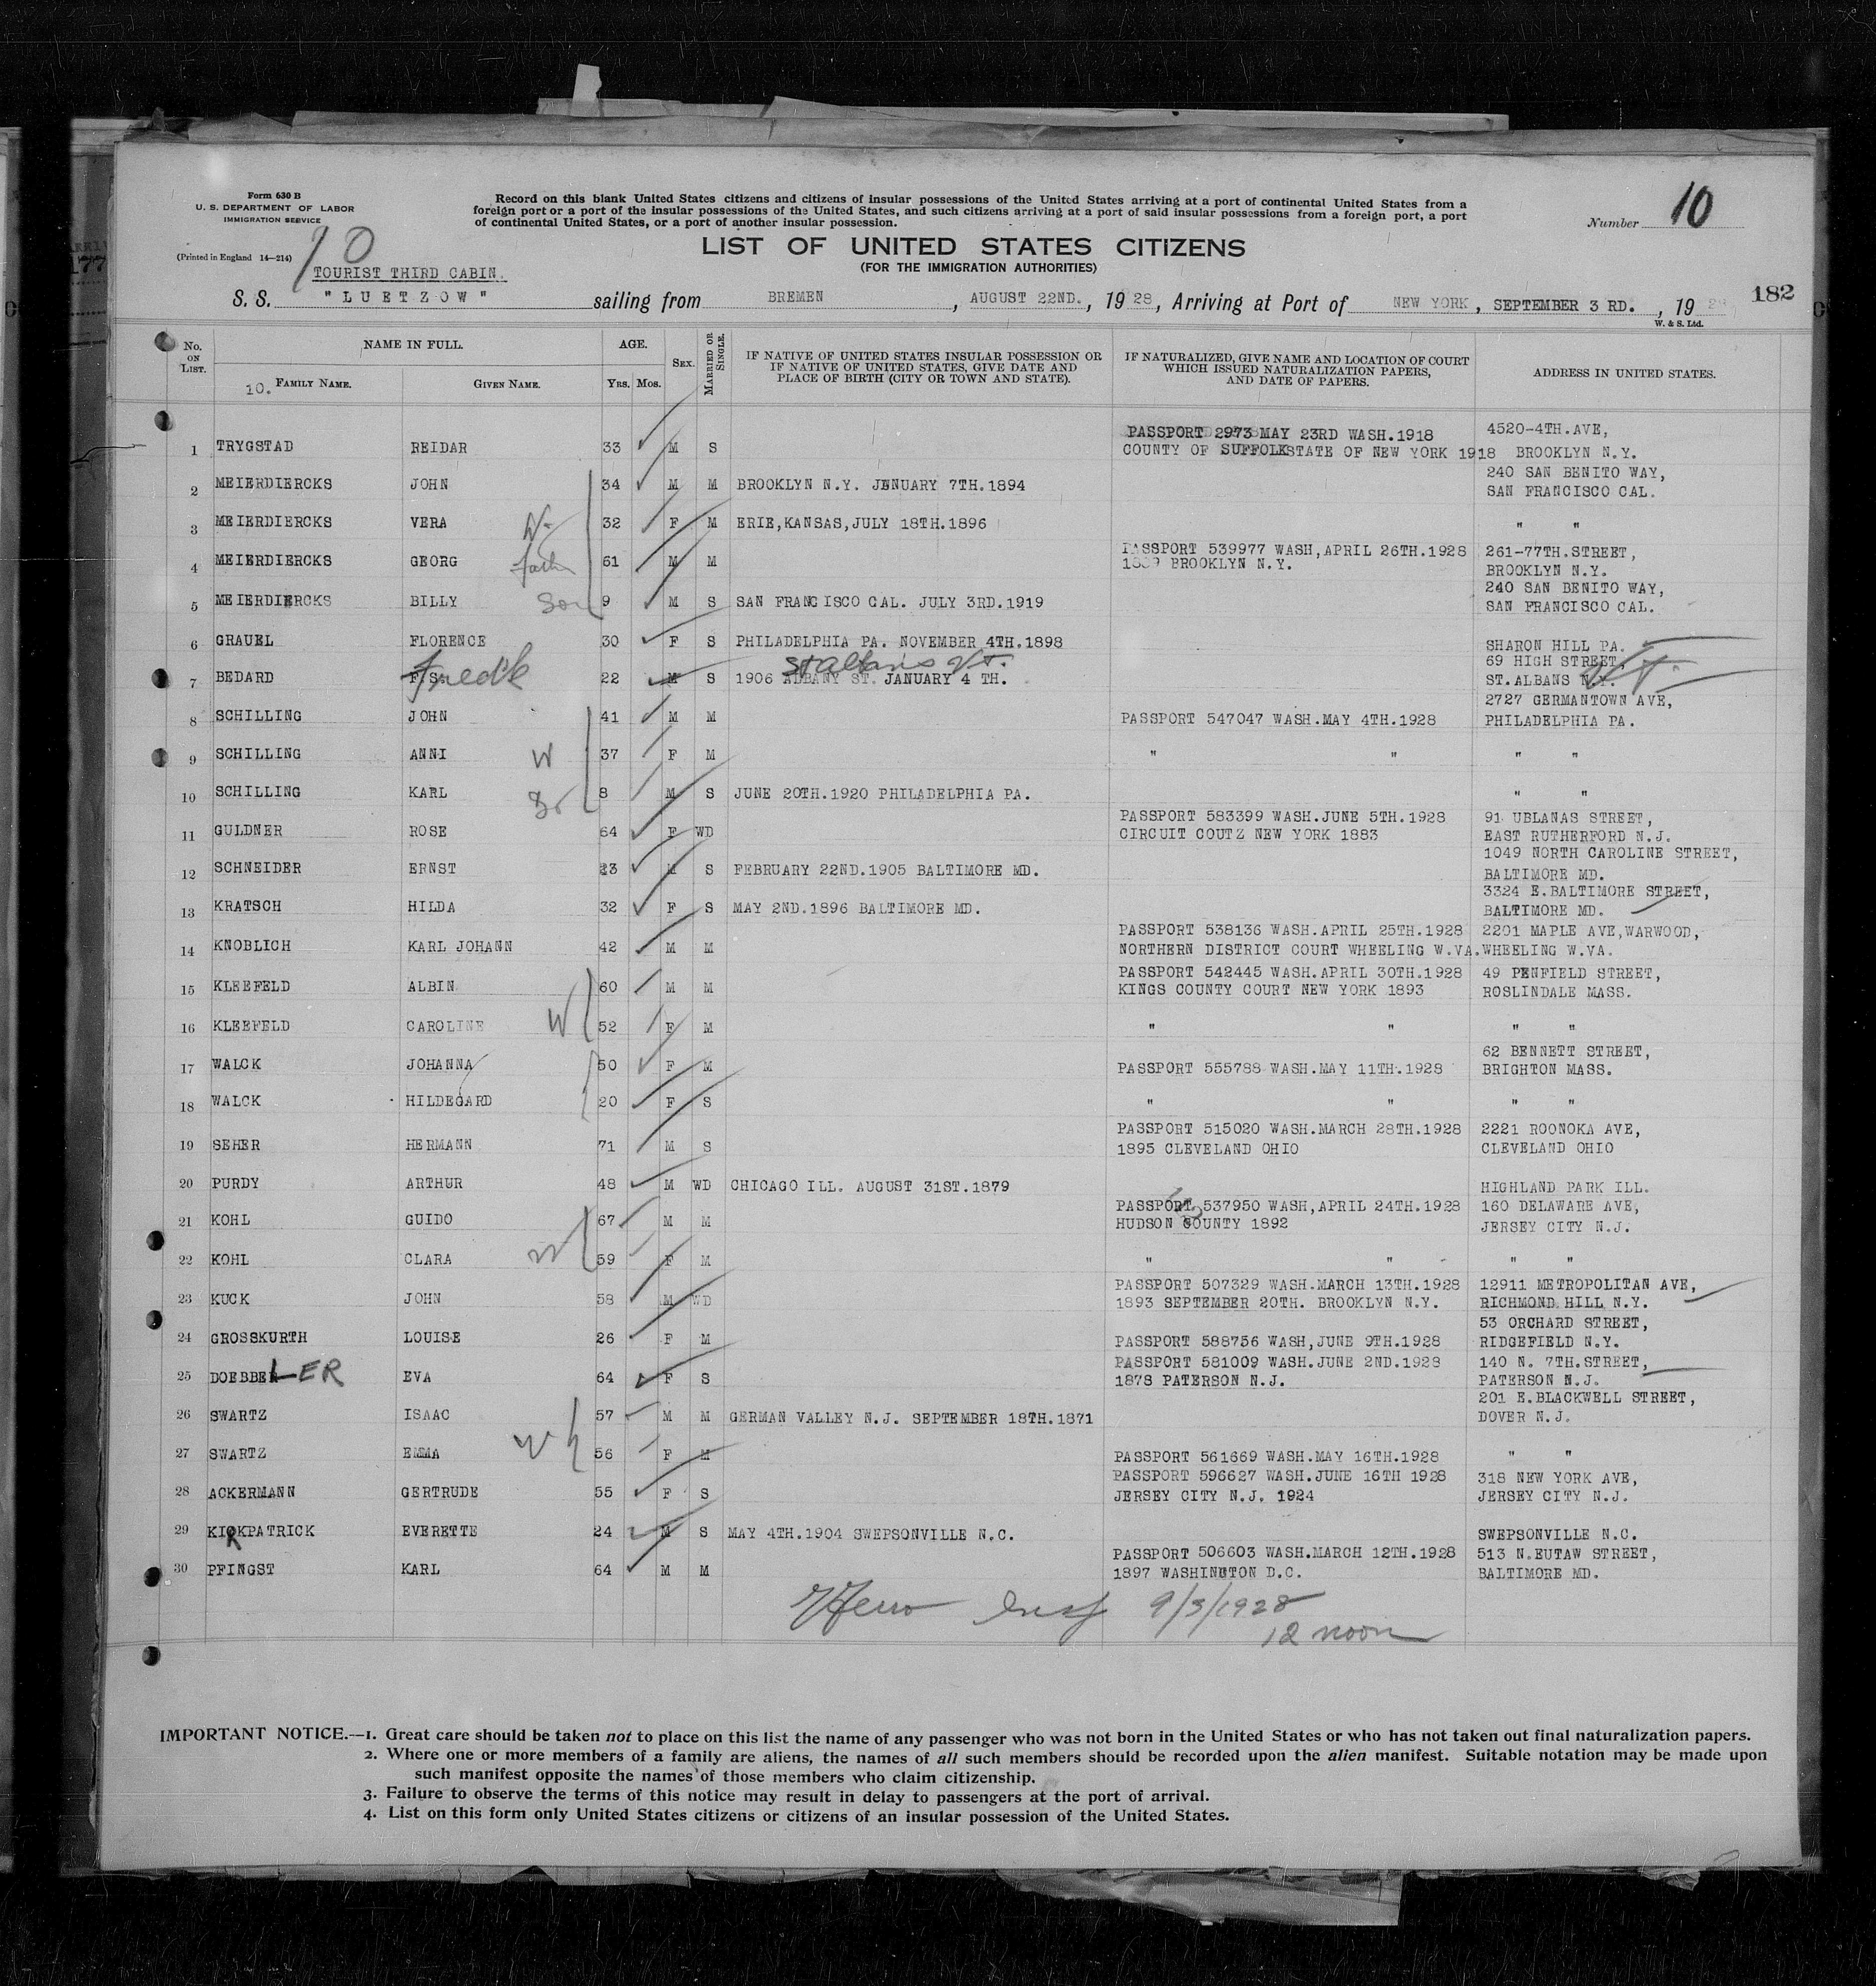 Form 630 B
U. S. DEPARTMENT OF LABOR
IMMIGRATION SERVICE
(Printed in England 14—214)
10
Record on this blank United States citizens and citizens of insular possessions of the United States arriving at a port of continental United States from a
foreign port or a port of the insular possessions of the United States, and such citizens arriving at a port of said insular possessions from a foreign port, a port
of continental United States, or a port of another insular possession.
Number 10
LIST OF UNITED STATES CITIZENS
(FOR THE IMMIGRATION AUTHORITIES)
TOURIST THIRD CABIN.
S. S. "LUETZOW" sailing from BREMEN, AUGUST 22ND., 1928, Arriving at Port of NEW YORK, SEPTEMBER 3 RD., 1928
182
W. & S. Ltd.
No. ON LIST. NAME IN FULL. AGE. SEX. MARRIED OR SINGLE. IF NATIVE OF UNITED STATES INSULAR POSSESSION OR IF NATIVE OF UNITED STATES, GIVE DATE AND PLACE OF BIRTH (CITY OR TOWN AND STATE). IF NATURALIZED, GIVE NAME AND LOCATION OF COURT WHICH ISSUED NATURALIZATION PAPERS, AND DATE OF PAPERS. ADDRESS IN UNITED STATES.
10. FAMILY NAME. GIVEN NAME. YRS. MOS.
1 TRYGSTAD REIDAR 33 M S PASSPORT 2973 MAY 23RD WASH.1918 4520-4TH.AVE,
COUNTY OF SUFFOLK STATE OF NEW YORK 1918 BROOKLYN N.Y.
2 MEIERDIERCKS JOHN 34 M M BROOKLYN N.Y. JENUARY 7TH.1894 240 SAN BENITO WAY,
SAN FRANCISCO CAL.
3 MEIERDIERCKS VERA W 32 F M ERIE,KANSAS,JULY 18TH.1896 " "
4 MEIERDIERCKS GEORG father 61 M M PASSPORT 539977 WASH,APRIL 26TH.1928 261-77TH.STREET,
BROOKLYN N.Y. BROOKLYN N.Y.
5 MEIERDIERCKS BILLY Son 9 M S SAN FRANCISCO CAL. JULY 3RD.1919 240 SAN BENITO WAY,
SAN FRANCISCO CAL.
6 GRAUEL FLORENCE 30 F S PHILADELPHIA PA. NOVEMBER 4TH.1898 SHARON HILL PA.
St Albans Vt. 69 HIGH STREET,
7 BEDARD F.S. Fredk 22 M S 1906 ALBANY ST. JANUARY 4 TH. ST.ALBANS N.Y. Vt.
8 SCHILLING JOHN 41 M M PASSPORT 547047 WASH.MAY 4TH.1928 2727 GERMANTOWN AVE,
PHILADELPHIA PA.
9 SCHILLING ANNI W 37 F M " " " "
10 SCHILLING KARL 8 M S JUNE 20TH.1920 PHILADELPHIA PA. " "
11 GULDNER ROSE 64 F WD PASSPORT 583399 WASH.JUNE 5TH.1928 91 UBLANAS STREET,
CIRCUIT COUTZ NEW YORK 1883 EAST RUTHERFORD N.J.
12 SCHNEIDER ERNST 23 M S FEBRUARY 22ND.1905 BALTIMORE MD. 1049 NORTH CAROLINE STREET,
BALTIMORE MD.
13 KRATSCH HILDA 32 F S MAY 2ND.1896 BALTIMORE MD. 3324 E.BALTIMORE STREET,
BALTIMORE MD.
14 KNOBLICH KARL JOHANN 42 M M PASSPORT 538136 WASH.APRIL 25TH.1928 2201 MAPLE AVE,WARWOOD,
NORTHERN DISTRICT COURT WHEELING W.VA. WHEELING W.VA.
15 KLEEFELD ALBIN 60 M M PASSPORT 542445 WASH.APRIL 30TH.1928 49 PENFIELD STREET,
KINGS COUNTY COURT NEW YORK 1893 ROSLINDALE MASS.
16 KLEEFELD CAROLINE W 52 F M " " " "
17 WALCK JOHANNA 50 F M PASSPORT 555788 WASH.MAY 11TH.1928 62 BENNETT STREET,
BRIGHTON MASS.
18 WALCK HILDEGARD 20 F S " " " "
19 SEHER HERMANN 71 M S PASSPORT 515020 WASH.MARCH 28TH.1928 2221 ROONOKA AVE,
1895 CLEVELAND OHIO CLEVELAND OHIO
20 PURDY ARTHUR 48 M WD CHICAGO ILL. AUGUST 31ST.1879 HIGHLAND PARK ILL.
21 KOHL GUIDO 67 M M PASSPORT 537950 WASH,APRIL 24TH.1928 160 DELAWARE AVE,
HUDSON COUNTY 1892 JERSEY CITY N.J.
22 KOHL CLARA W 59 F M " " " "
23 KUCK JOHN 58 M WD PASSPORT 507329 WASH.MARCH 13TH.1928 12911 METROPOLITAN AVE,
1893 SEPTEMBER 20TH. BROOKLYN N.Y. RICHMOND HILL N.Y.
24 GROSSKURTH LOUISE 26 F M PASSPORT 588756 WASH,JUNE 9TH.1928 53 ORCHARD STREET,
RIDGEFIELD N.Y.
25 DOEBBELER EVA 64 F S PASSPORT 581009 WASH.JUNE 2ND.1928 140 N. 7TH.STREET,
1878 PATERSON N.J. PATERSON N.J.
26 SWARTZ ISAAC 57 M M GERMAN VALLEY N.J. SEPTEMBER 18TH.1871 201 E.BLACKWELL STREET,
DOVER N.J.
27 SWARTZ EMMA W 56 F M PASSPORT 561669 WASH.MAY 16TH.1928 " "
28 ACKERMANN GERTRUDE 55 F S PASSPORT 596627 WASH.JUNE 16TH 1928 318 NEW YORK AVE,
JERSEY CITY N.J. 1924 JERSEY CITY N.J.
29 KIRKPATRICK EVERETTE 24 M S MAY 4TH.1904 SWEPSONVILLE N.C. SWEPSONVILLE N.C.
30 PFINGST KARL 64 M M PASSPORT 506603 WASH.MARCH 12TH.1928 513 N.EUTAW STREET,
1897 WASHINGTON D.C. BALTIMORE MD.
Insp 9/3/1928
12 noon
IMPORTANT NOTICE.—1. Great care should be taken not to place on this list the name of any passenger who was not born in the United States or who has not taken out final naturalization papers.
2. Where one or more members of a family are aliens, the names of all such members should be recorded upon the alien manifest. Suitable notation may be made upon
such manifest opposite the names of those members who claim citizenship.
3. Failure to observe the terms of this notice may result in delay to passengers at the port of arrival.
4. List on this form only United States citizens or citizens of an insular possession of the United States.